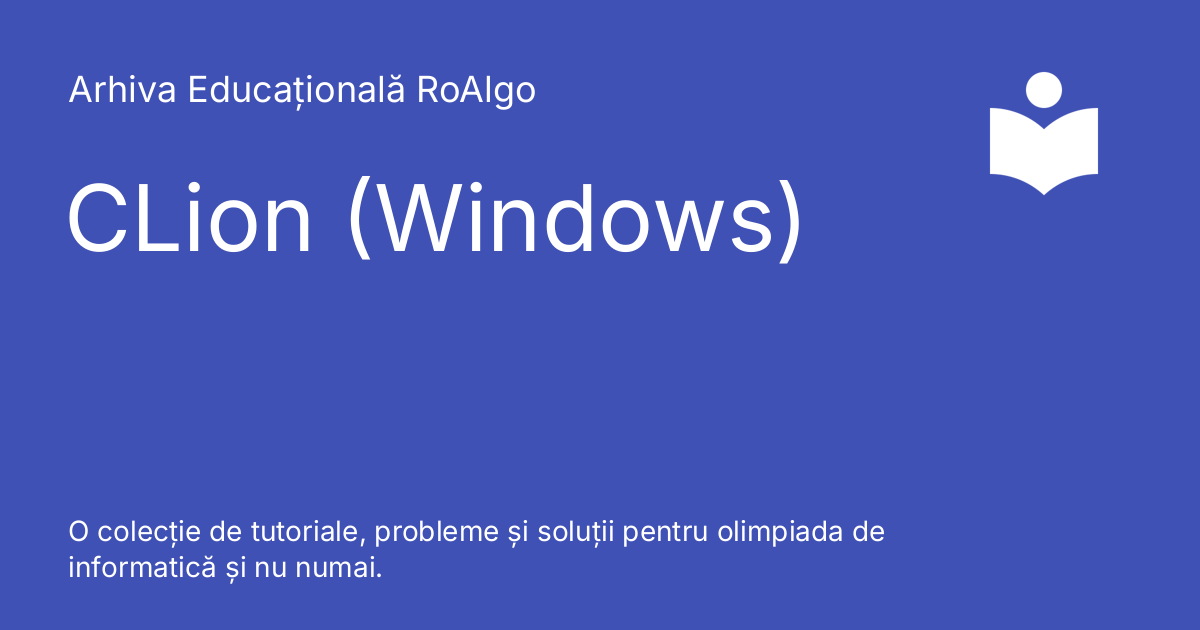 Arhiva Educațională RoAlgo
CLion (Windows)
O colecție de tutoriale, probleme și soluții pentru olimpiada de
informatică și nu numai.